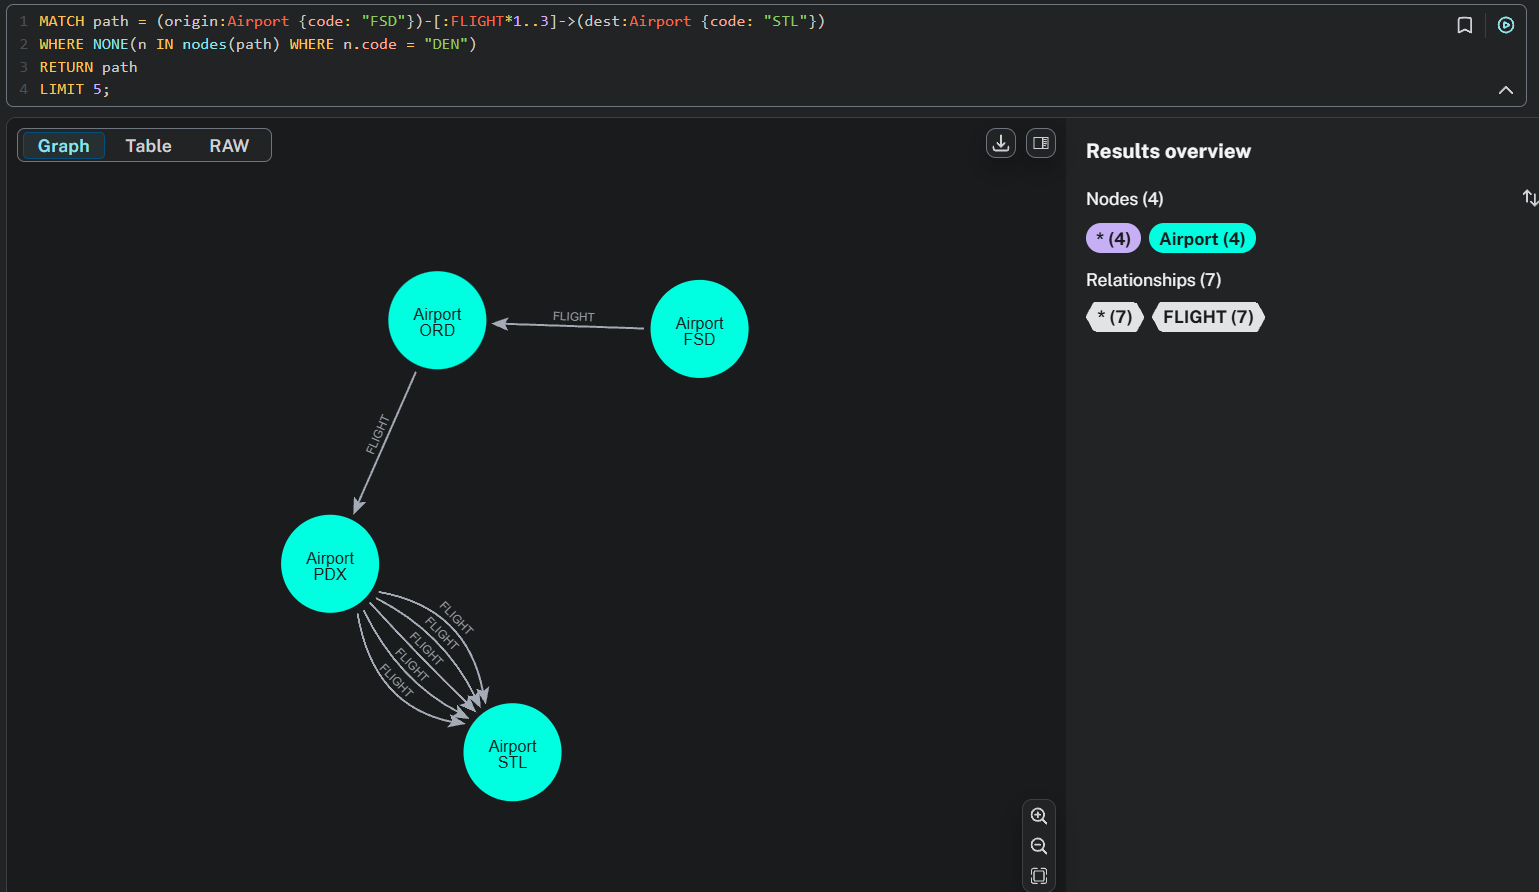 1 MATCH path = (origin:Airport {code: "FSD"})-[:FLIGHT*1..3]->(dest:Airport {code: "STL"})
2 WHERE NONE(n IN nodes(path) WHERE n.code = "DEN")
3 RETURN path
4 LIMIT 5;
Graph Table RAW
Results overview
Nodes (4)
* (4) Airport (4)
Relationships (7)
* (7) FLIGHT (7)
Airport
ORD
FLIGHT
Airport
FSD
FLIGHT
Airport
PDX
FLIGHT
FLIGHT
FLIGHT
FLIGHT
FLIGHT
Airport
STL